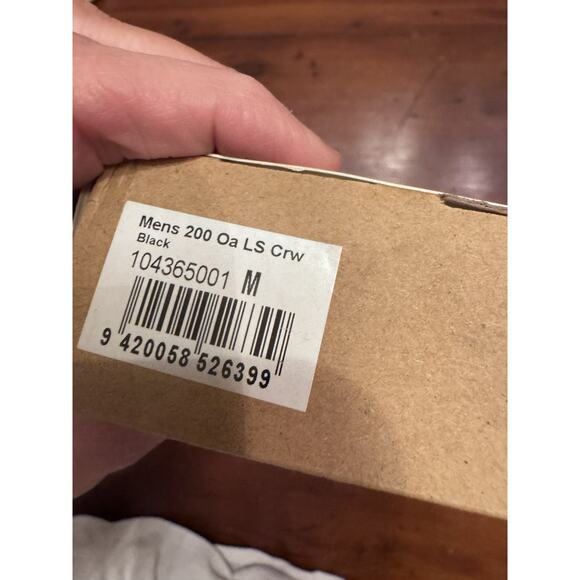 Mens 200 Oa LS Crw
Black
104365001 M
9 420058 526399